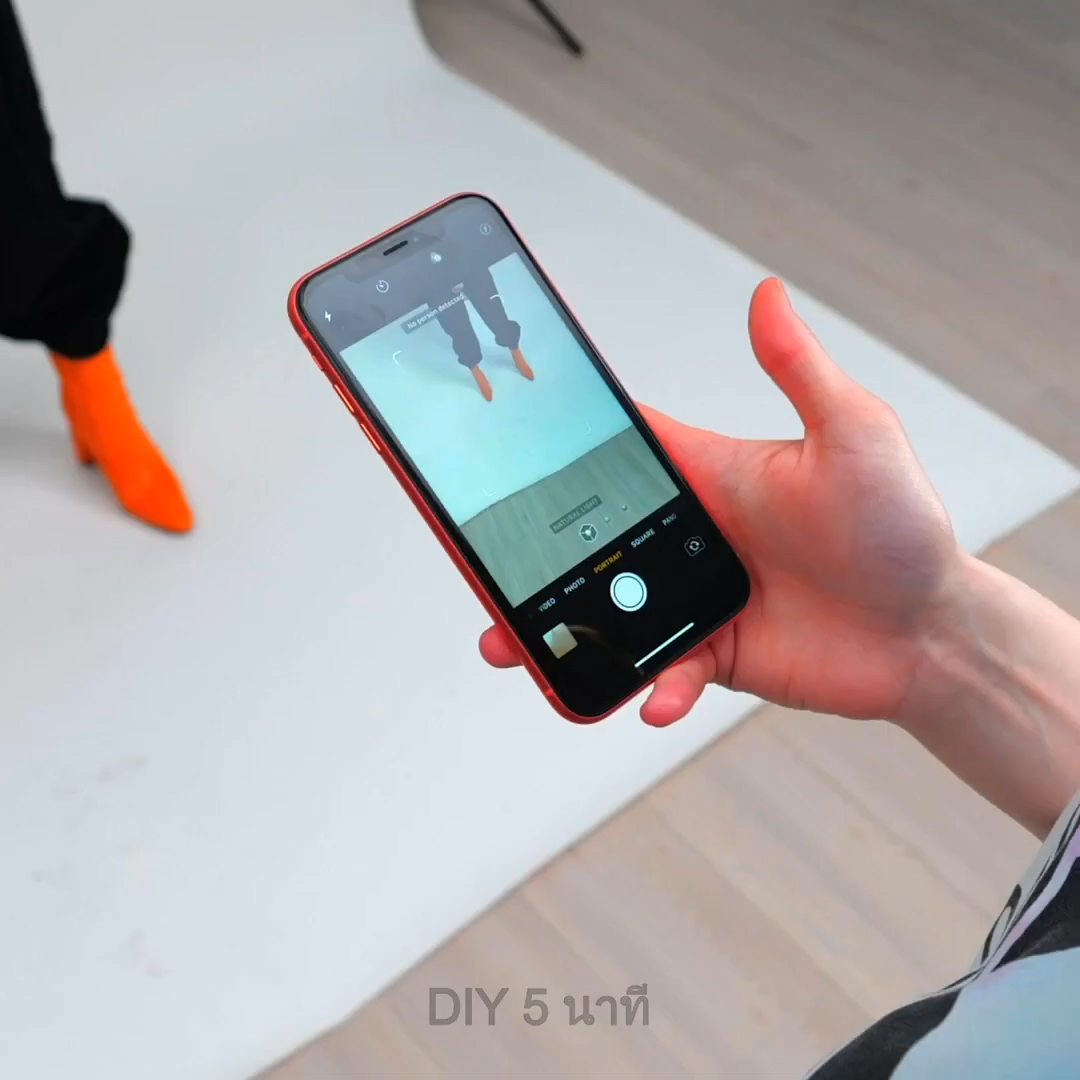 No person detected.
NATURAL LIGHT
VIDEO PHOTO PORTRAIT SQUARE PANO
DIY 5 นาที